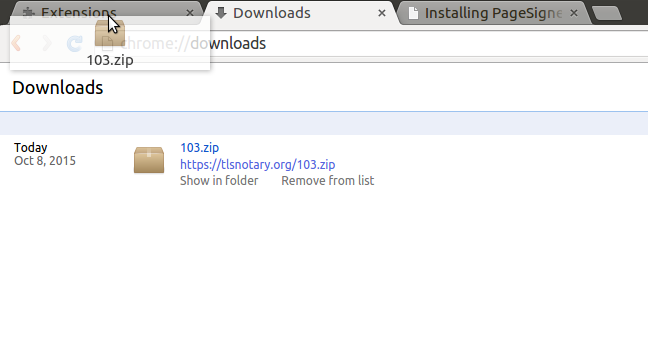 Extensions
Downloads
Installing PageSigne
chrome://downloads
103.zip
Downloads
Today
Oct 8, 2015
103.zip
https://tlsnotary.org/103.zip
Show in folder
Remove from list